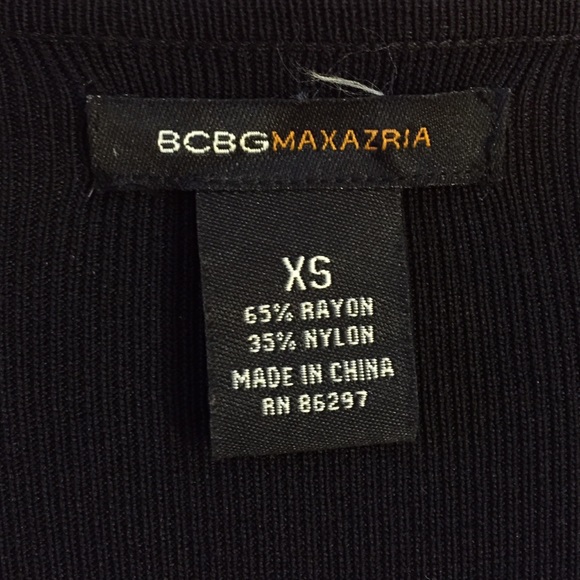 BCBGMAXAZRIA
XS
65% RAYON
35% NYLON
MADE IN CHINA
RN 86297